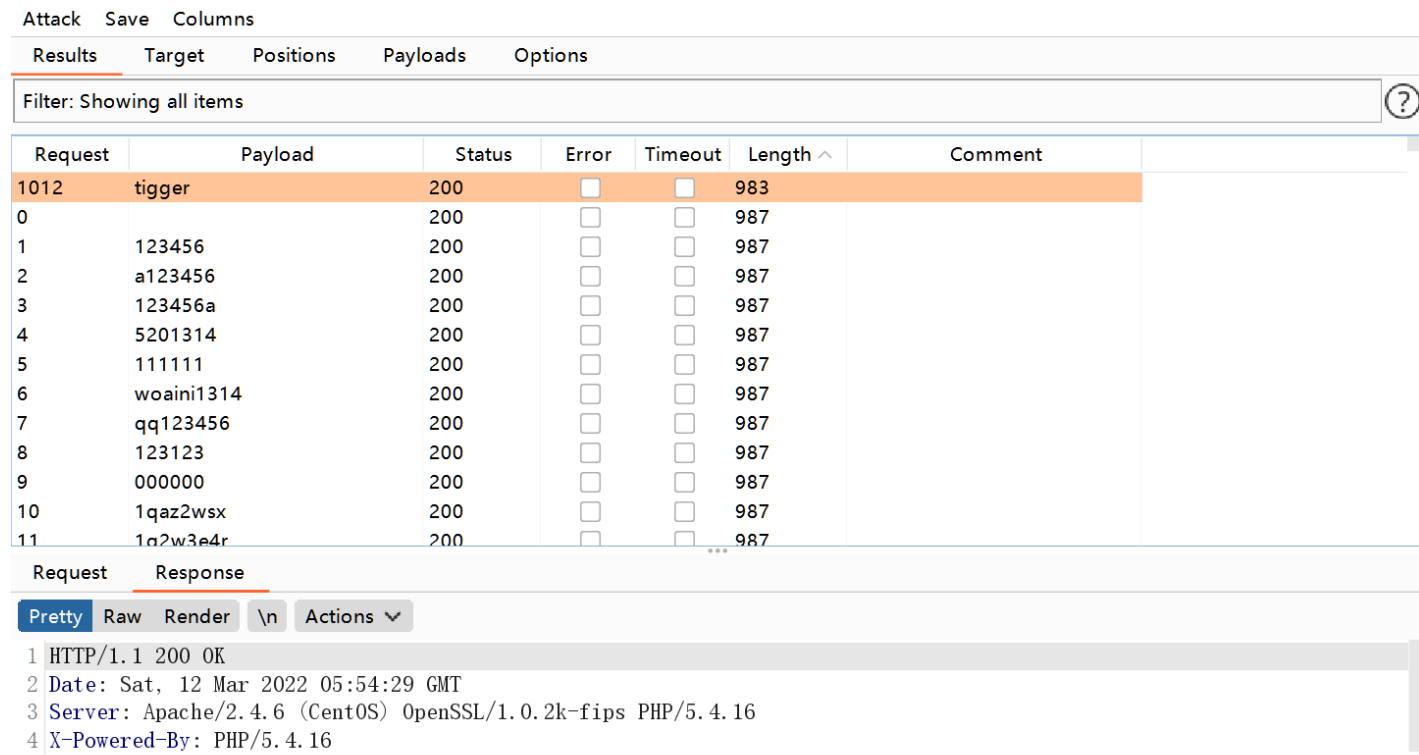 Attack Save Columns
Results Target Positions Payloads Options
Filter: Showing all items
?
Request Payload Status Error Timeout Length Comment
1012 tigger 200 983
0 200 987
1 123456 200 987
2 a123456 200 987
3 123456a 200 987
4 5201314 200 987
5 111111 200 987
6 woaini1314 200 987
7 qq123456 200 987
8 123123 200 987
9 000000 200 987
10 1qaz2wsx 200 987
11 1q2w3e4r 200 987
Request Response
Pretty Raw Render \n Actions
1 HTTP/1.1 200 OK
2 Date: Sat, 12 Mar 2022 05:54:29 GMT
3 Server: Apache/2.4.6 (CentOS) OpenSSL/1.0.2k-fips PHP/5.4.16
4 X-Powered-By: PHP/5.4.16